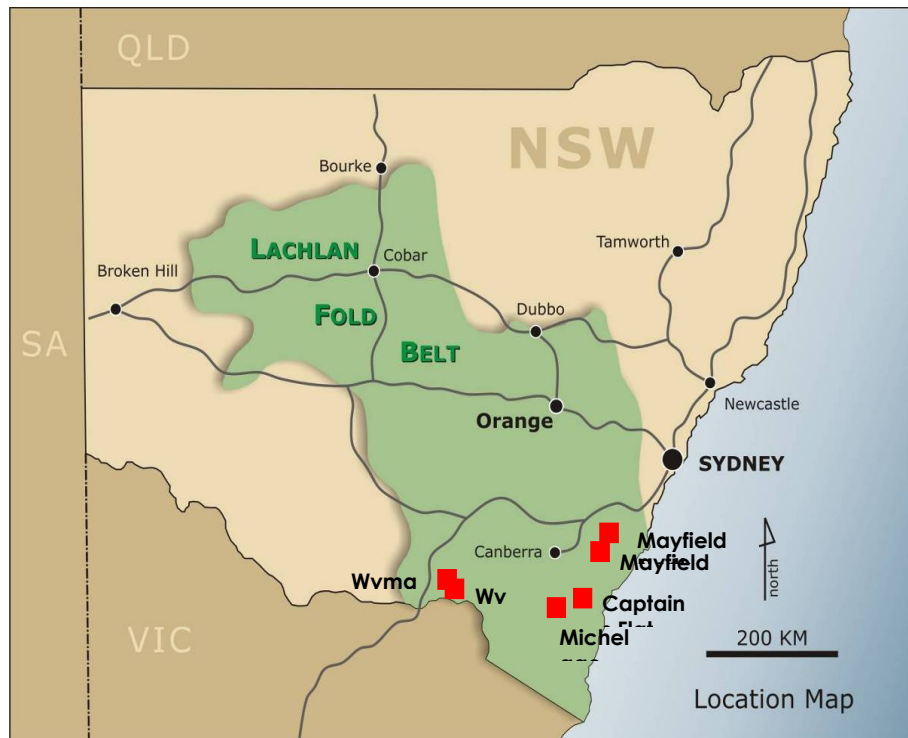 QLD
NSW
Bourke
LACHLAN
Cobar
Tamworth
Broken Hill
FOLD
Dubbo
SA
BELT
Newcastle
Orange
SYDNEY
Mayfield
Canberra
Mayfield
Wvma
Wv
Captain
Michel
north
200 KM
VIC
Location Map